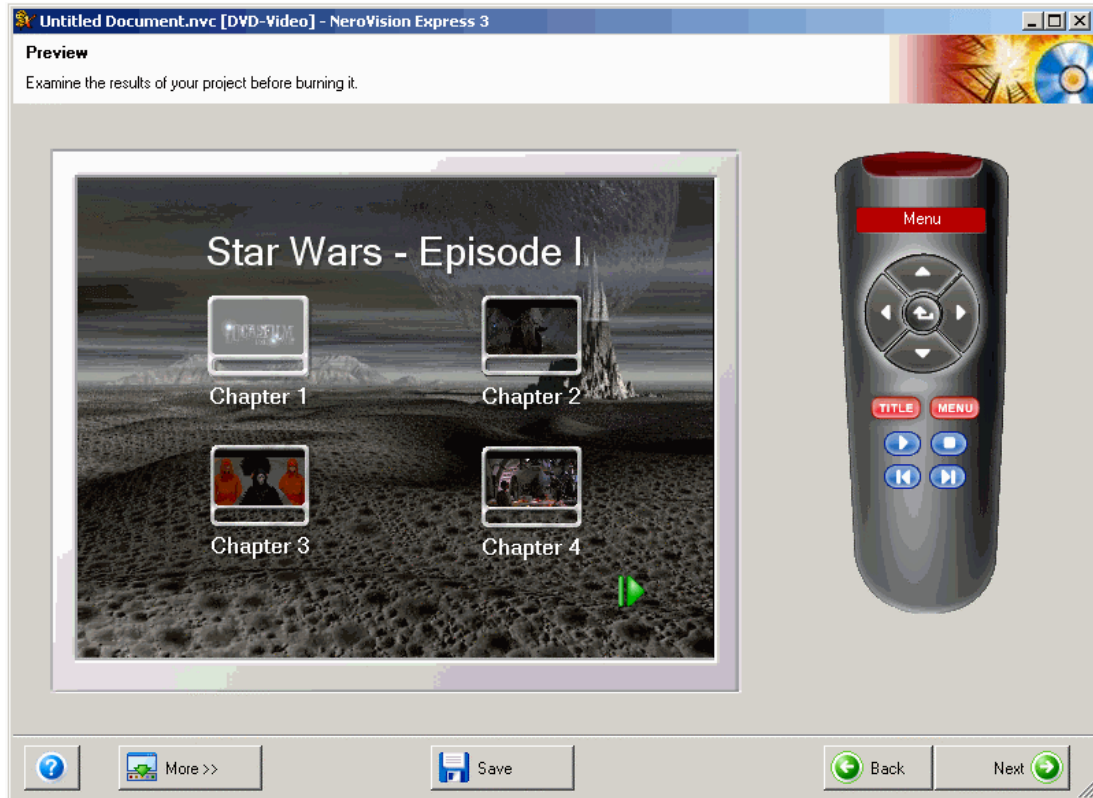 Untitled Document.nvc [DVD-Video] - NeroVision Express 3
Preview
Examine the results of your project before burning it.
Star Wars - Episode I
LUCASFILM
Chapter 1
Chapter 2
Chapter 3
Chapter 4
Menu
TITLE MENU
More >>
Save
Back
Next